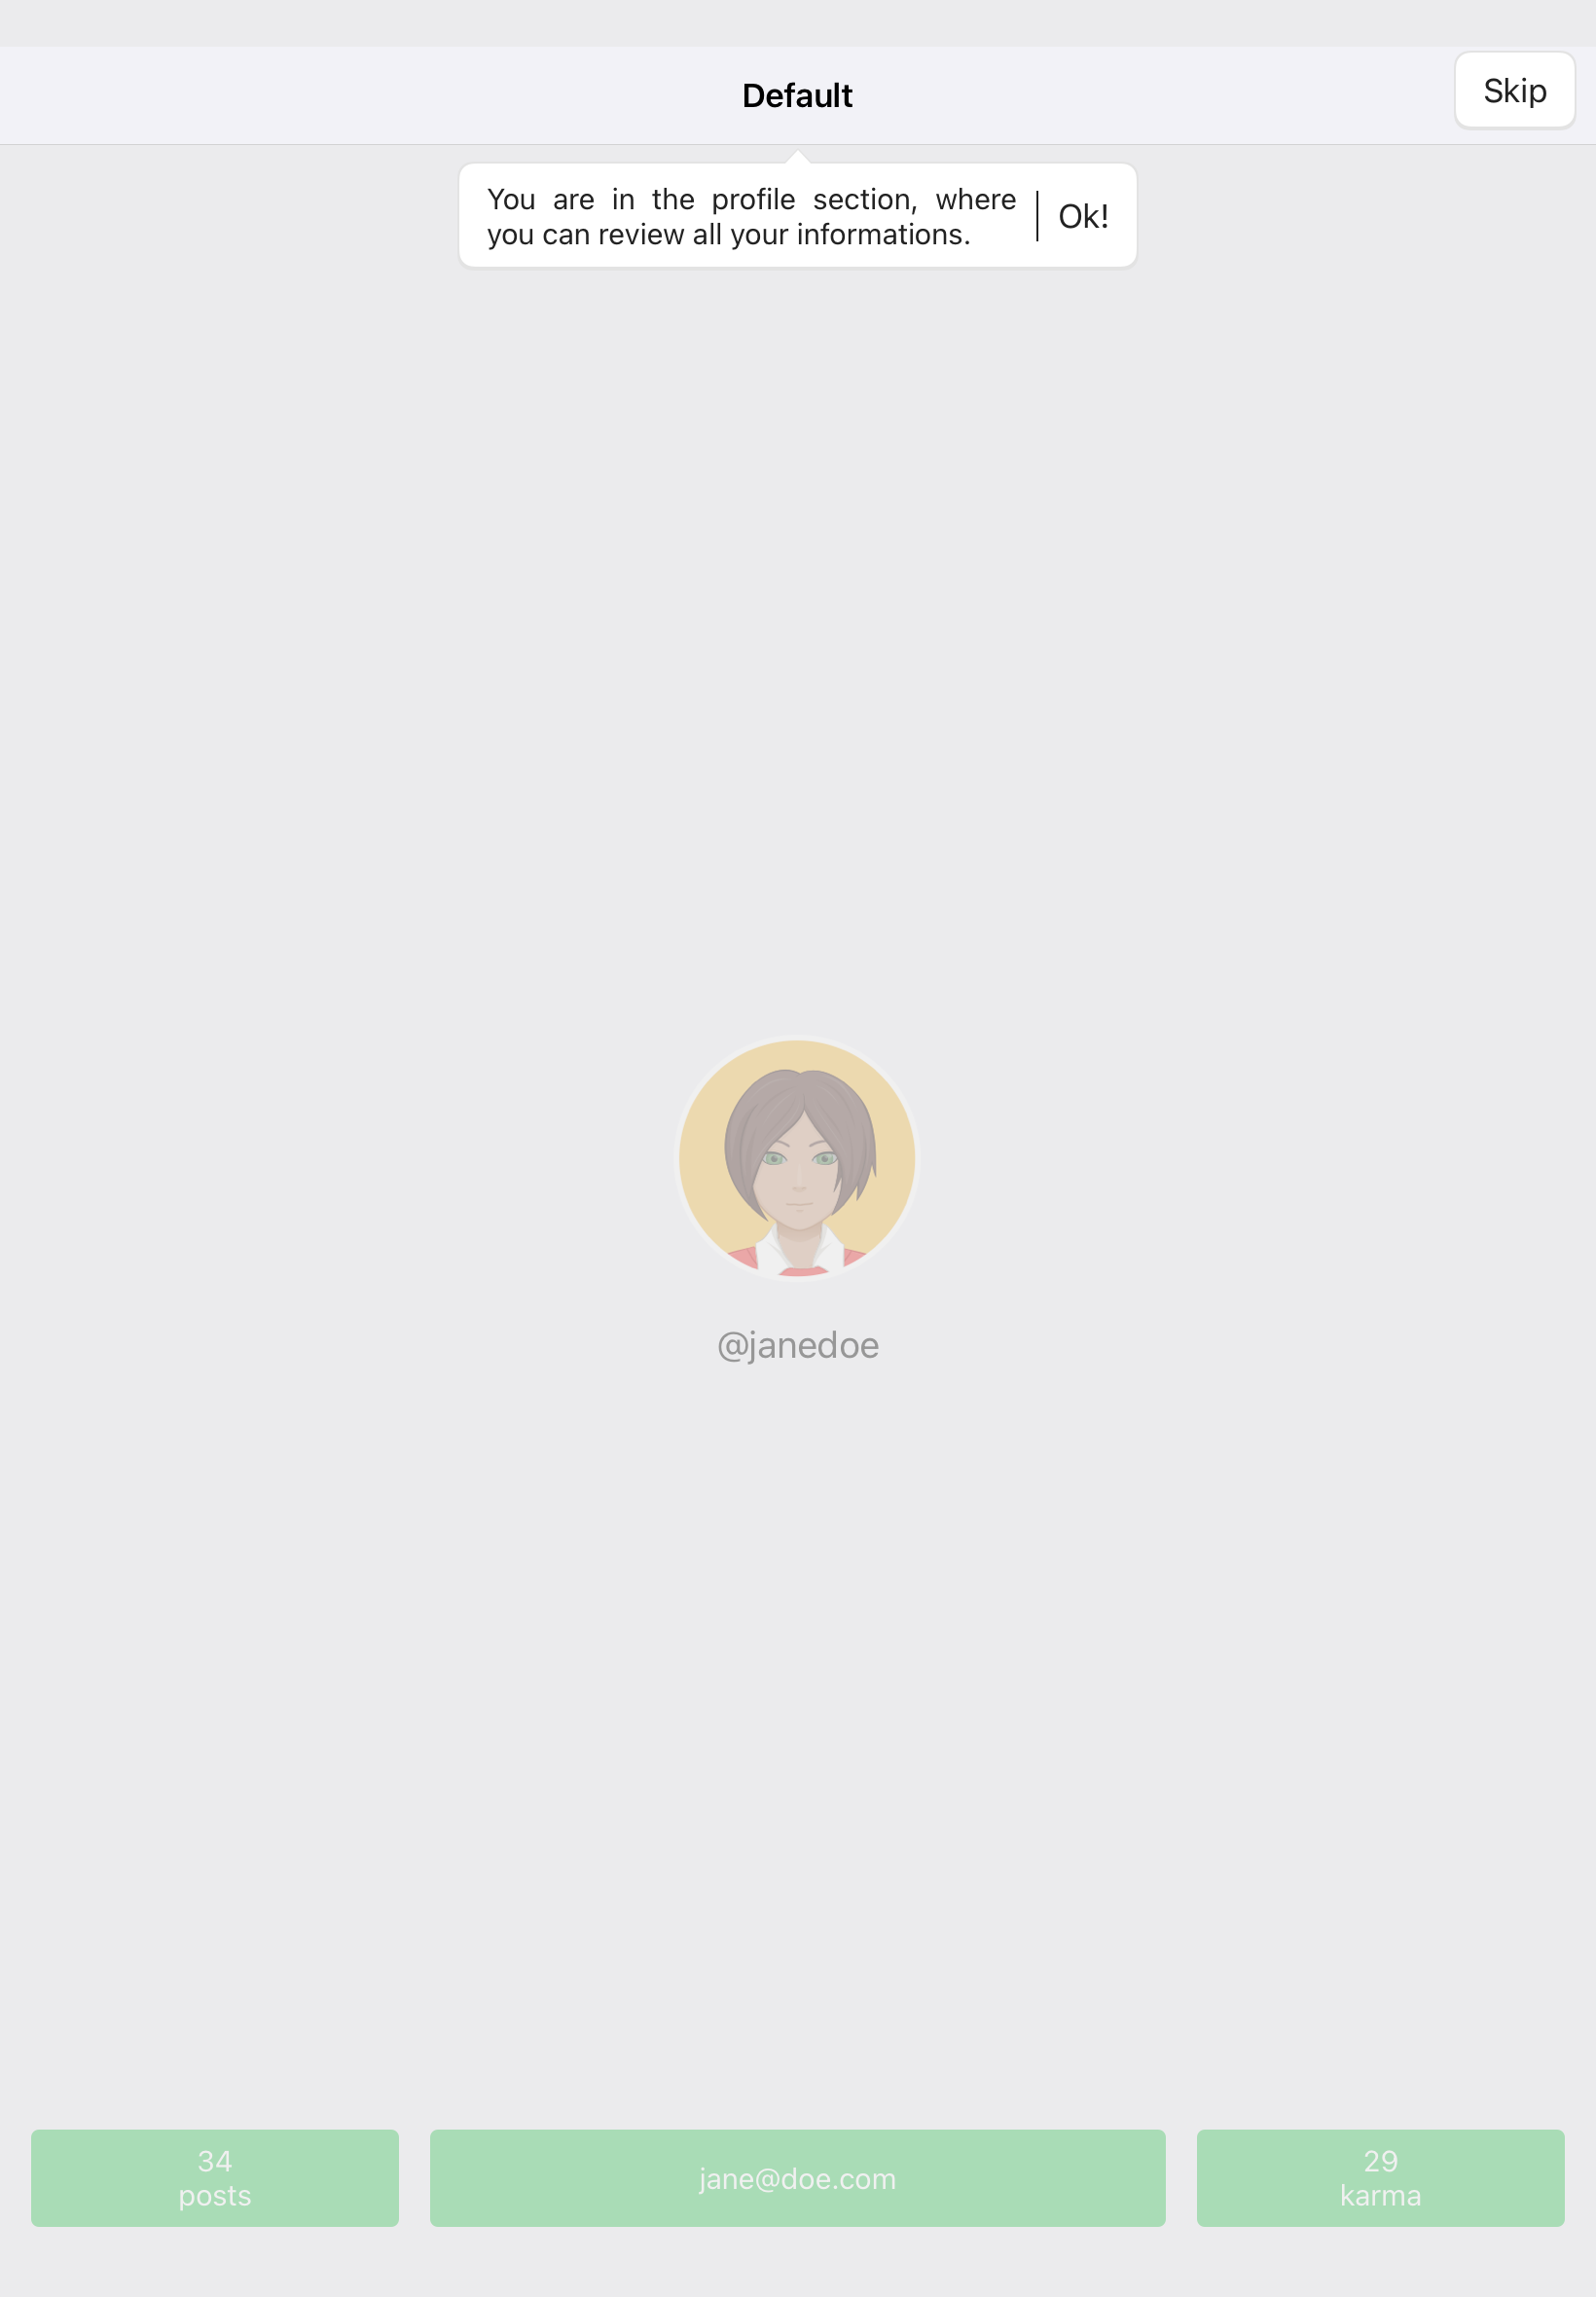 Default
Skip
You are in the profile section, where
you can review all your informations.
Ok!
@janedoe
34
posts
jane@doe.com
29
karma